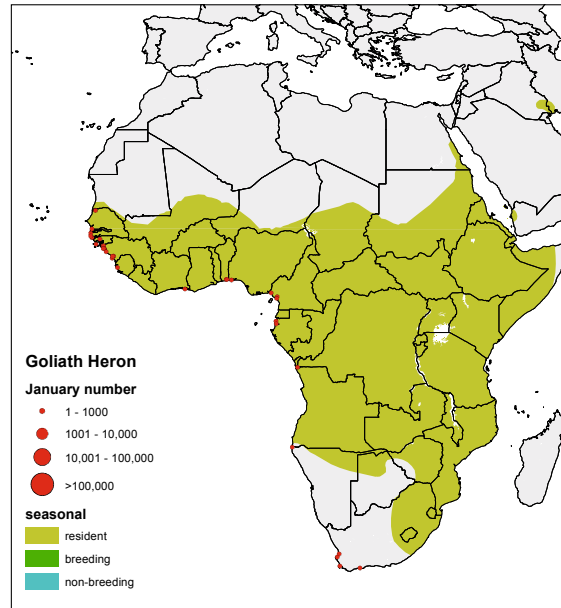 Goliath Heron
January number
1 - 1000
1001 - 10,000
10,001 - 100,000
>100,000
seasonal
resident
breeding
non-breeding